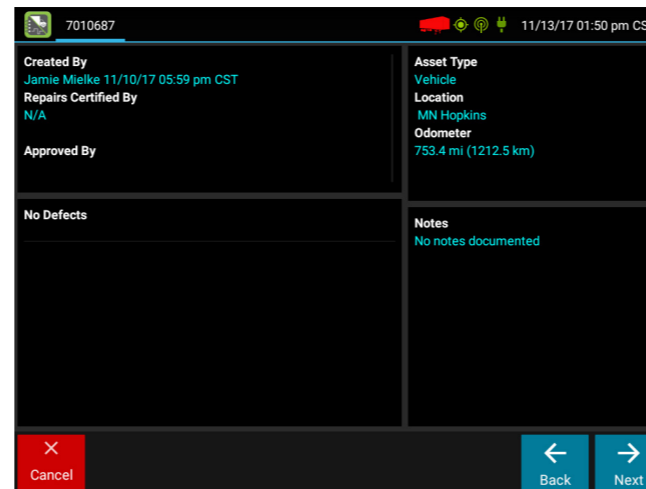 7010687
11/13/17 01:50 pm CS
Created By
Jamie Mielke 11/10/17 05:59 pm CST
Repairs Certified By
N/A
Approved By
Asset Type
Vehicle
Location
MN Hopkins
Odometer
753.4 mi (1212.5 km)
No Defects
Notes
No notes documented
Cancel
Back
Next